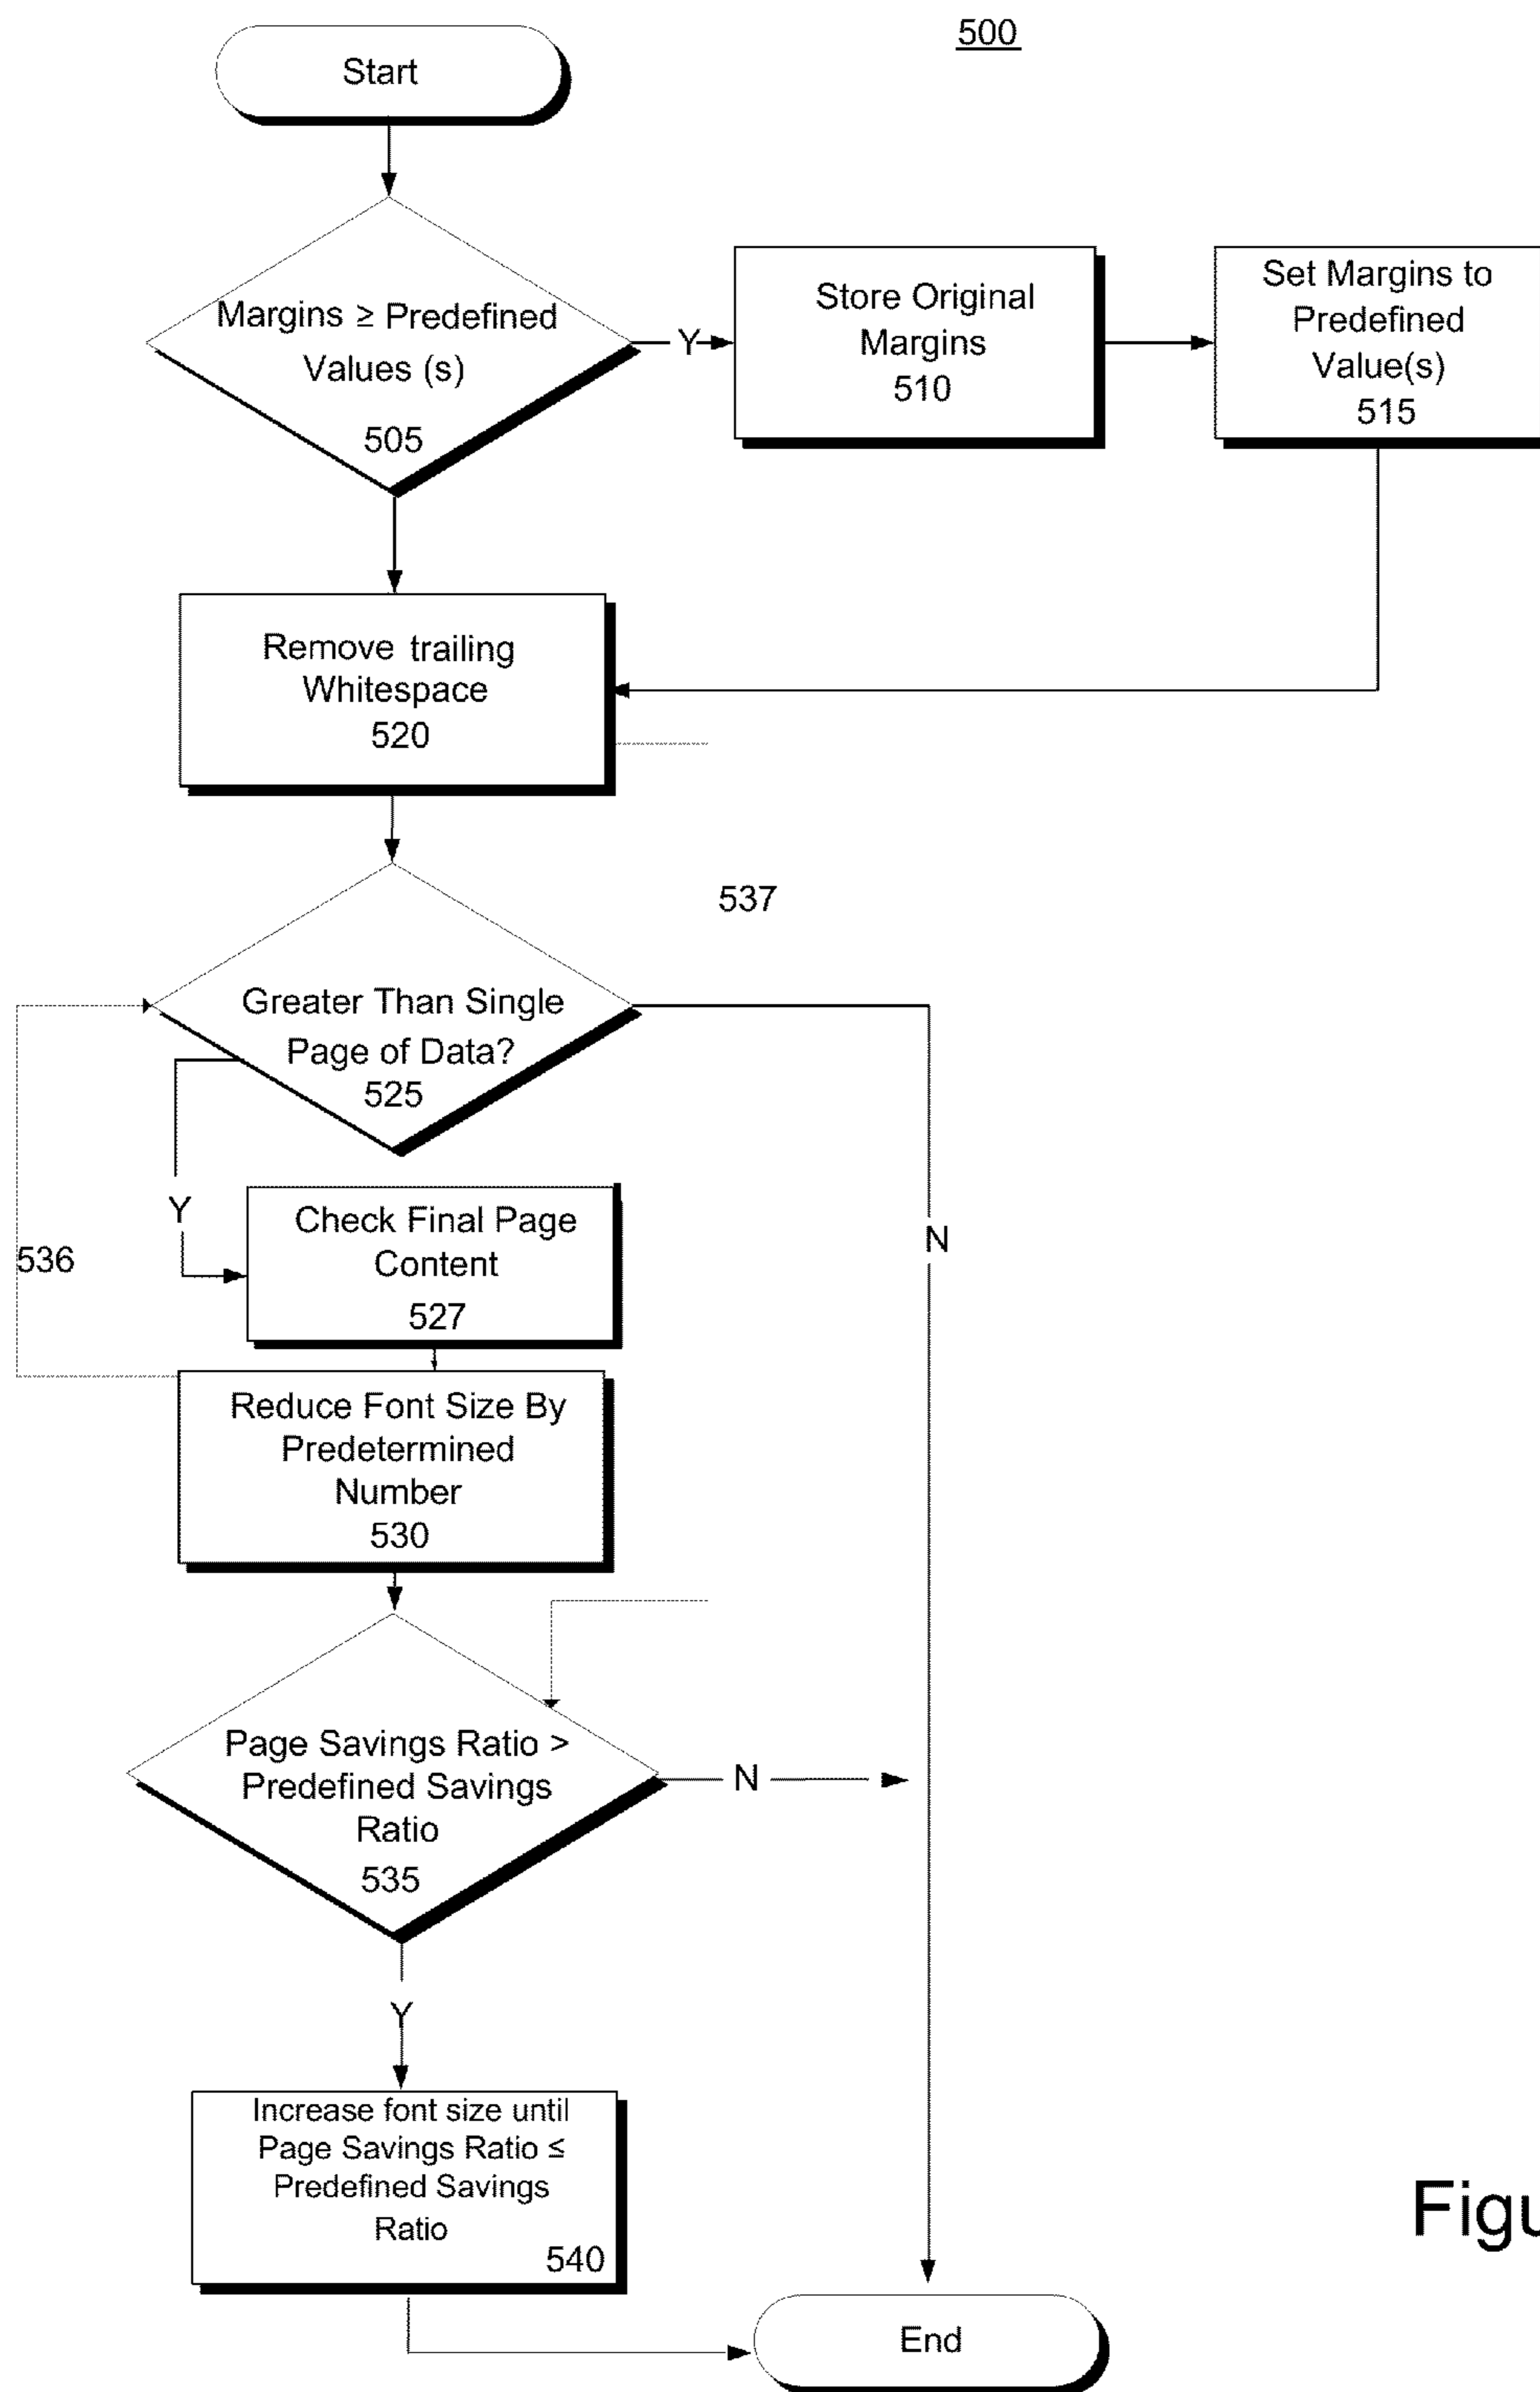 500
Start
Margins ≥ Predefined
Values (s)
505
Y
Store Original
Margins
510
Set Margins to
Predefined
Value(s)
515
Remove trailing
Whitespace
520
537
Greater Than Single
Page of Data?
525
Y
N
536
Check Final Page
Content
527
Reduce Font Size By
Predetermined
Number
530
Page Savings Ratio >
Predefined Savings
Ratio
535
N
Y
Increase font size until
Page Savings Ratio ≤
Predefined Savings
Ratio
540
End